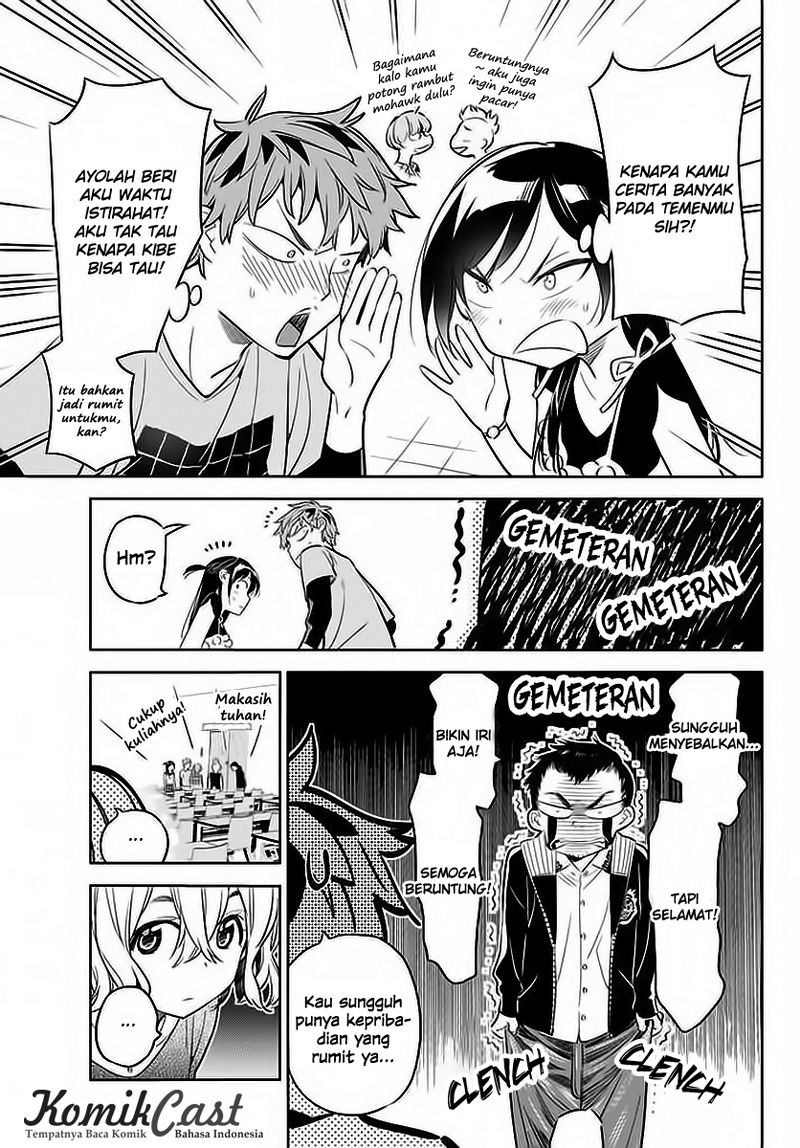 Beruntungnya
~ aku juga
ingin punya
pacar!
Bagaimana
kalo kamu
potong rambut
mohawk dulu?
KENAPA KAMU
CERITA BANYAK
PADA TEMENMU
SIH?!
AYOLAH BERI
AKU WAKTU
ISTIRAHAT!
AKU TAK TAU
KENAPA KIBE
BISA TAU!
Itu bahkan
jadi rumit
untukmu,
kan?
GEMETERAN
GEMETERAN
Hm?
GEMETERAN
SUNGGUH
MENYEBALKAN...
TAPI
SELAMAT!
BIKIN IRI
AJA!
SEMOGA
BERUNTUNG!
Kau sungguh
punya kepriba-
dian yang
rumit ya...
CLENCH
CLENCH
Makasih
tuhan!
Cukup
kuliahnya!
...
...
KomikCast
Tempatnya Baca Komik Bahasa Indonesia